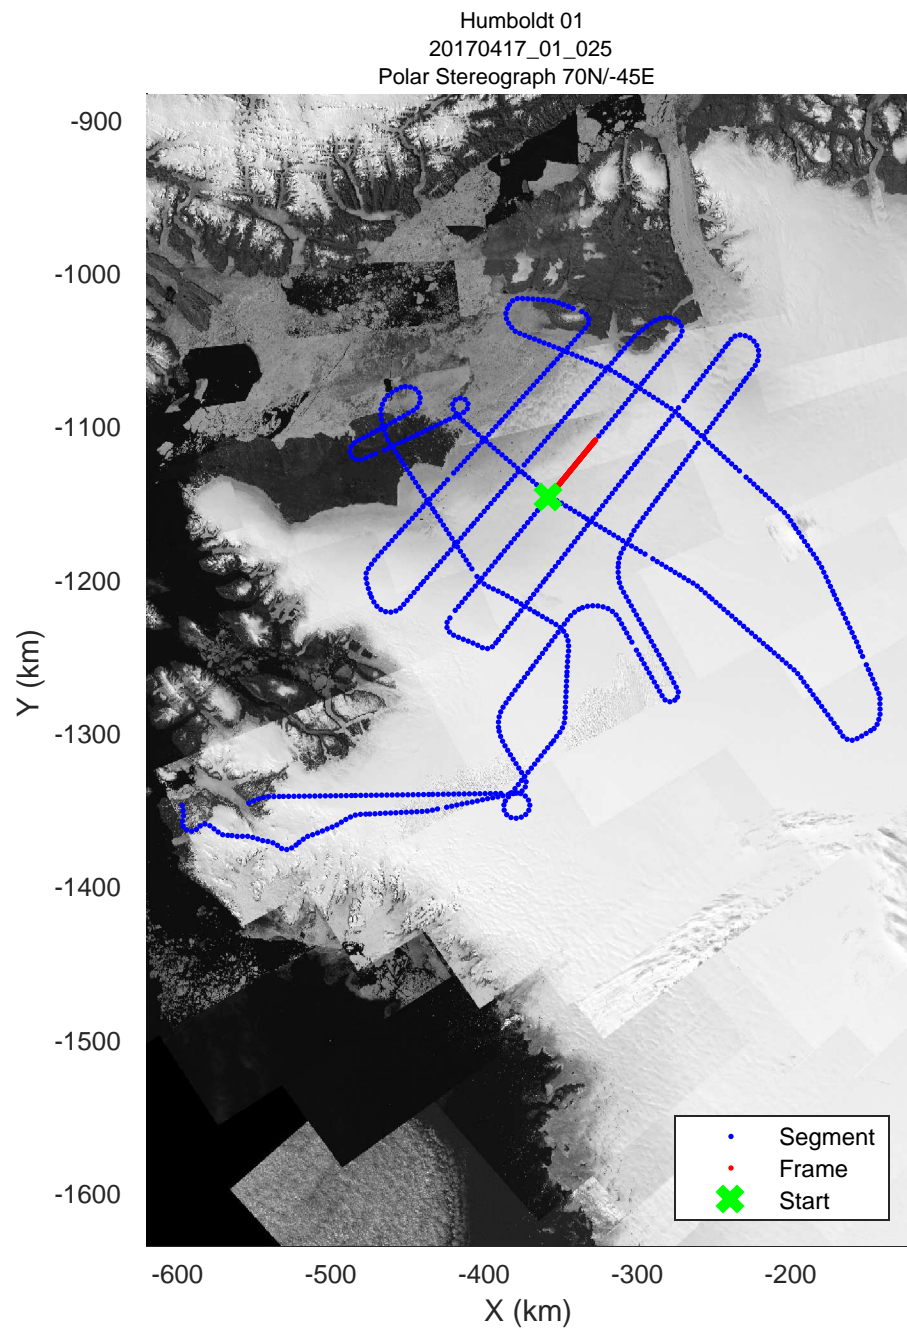 Humboldt 01
20170417_01_025
Polar Stereograph 70N/-45E
-900
-1000
-1100
-1200
-1300
-1400
-1500
-1600
Y (km)
Segment
Frame
Start
-600 -500 -400 -300 -200
X (km)